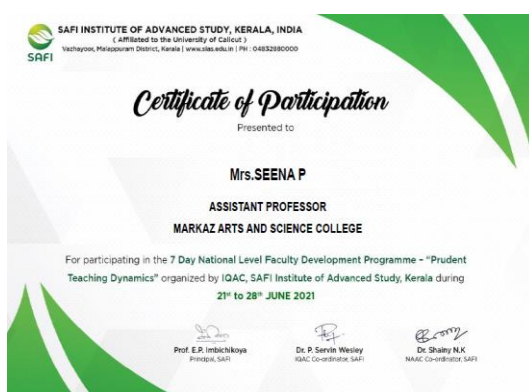 SAFI INSTITUTE OF ADVANCED STUDY, KERALA, INDIA
( Affiliated to the University of Calicut )
Vazhayoor, Malappuram District, Kerala | www.sias.edu.in | PH : 04832880000
SAFI
Certificate of Participation
Presented to
Mrs.SEENA P
ASSISTANT PROFESSOR
MARKAZ ARTS AND SCIENCE COLLEGE
For participating in the 7 Day National Level Faculty Development Programme - "Prudent
Teaching Dynamics" organized by IQAC, SAFI Institute of Advanced Study, Kerala during
21st to 28th JUNE 2021
Prof. E.P. Imbichikoya
Principal, SAFI
Dr. P. Servin Wesley
IQAC Co-ordinator, SAFI
Dr. Shainy N.K
NAAC Co-ordinator, SAFI